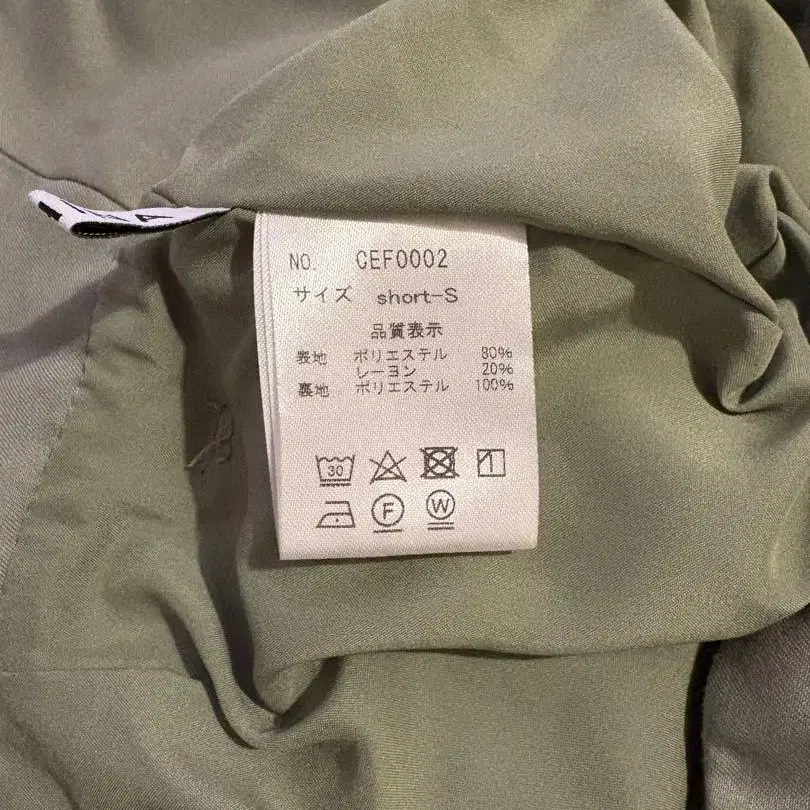 NO. CEF0002
サイズ short-S
品質表示
表地 ポリエステル 80%
レーヨン 20%
裏地 ポリエステル 100%
30
F W